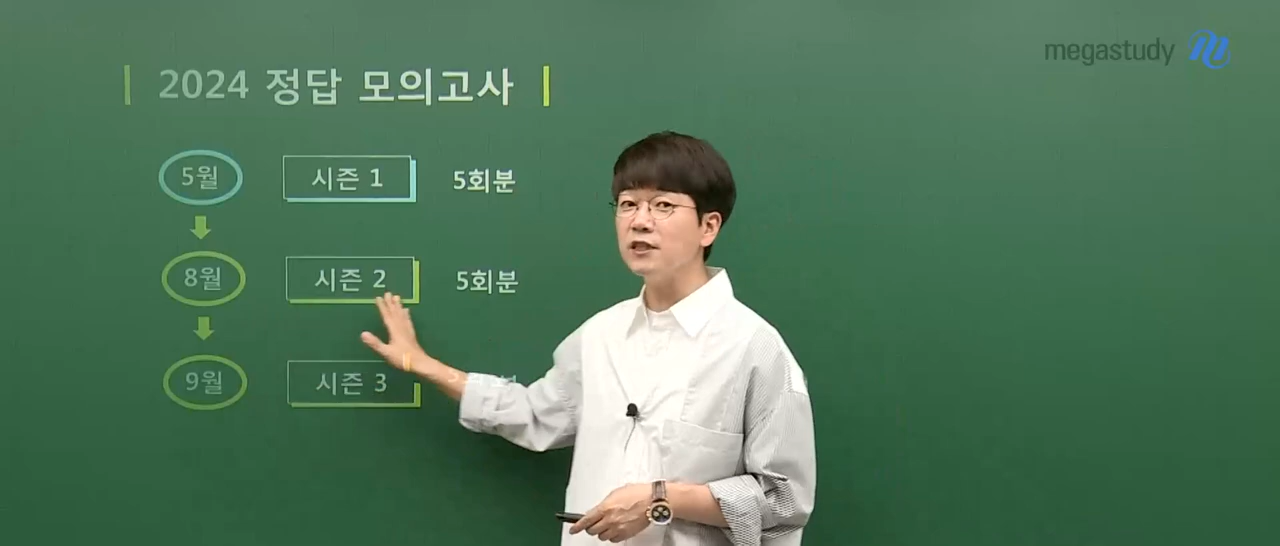 megastudy
2024 정답 모의고사
5월 시즌 1 5회분
8월 시즌 2 5회분
9월 시즌 3